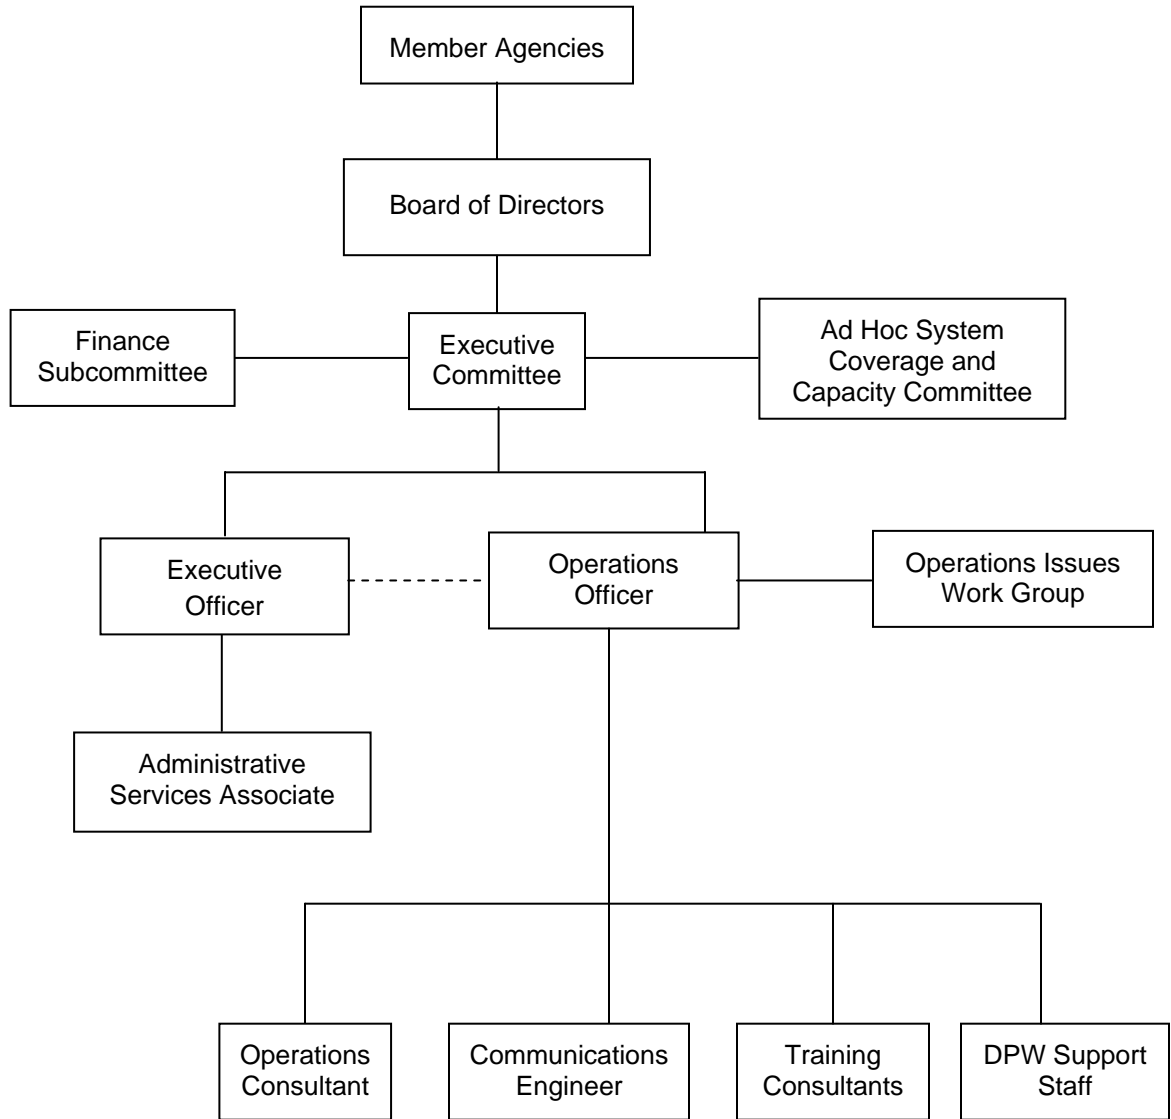 Member Agencies
Board of Directors
Finance
Subcommittee
Executive
Committee
Ad Hoc System
Coverage and
Capacity Committee
Executive
Officer
Operations
Officer
Operations Issues
Work Group
Administrative
Services Associate
Operations
Consultant
Communications
Engineer
Training
Consultants
DPW Support
Staff